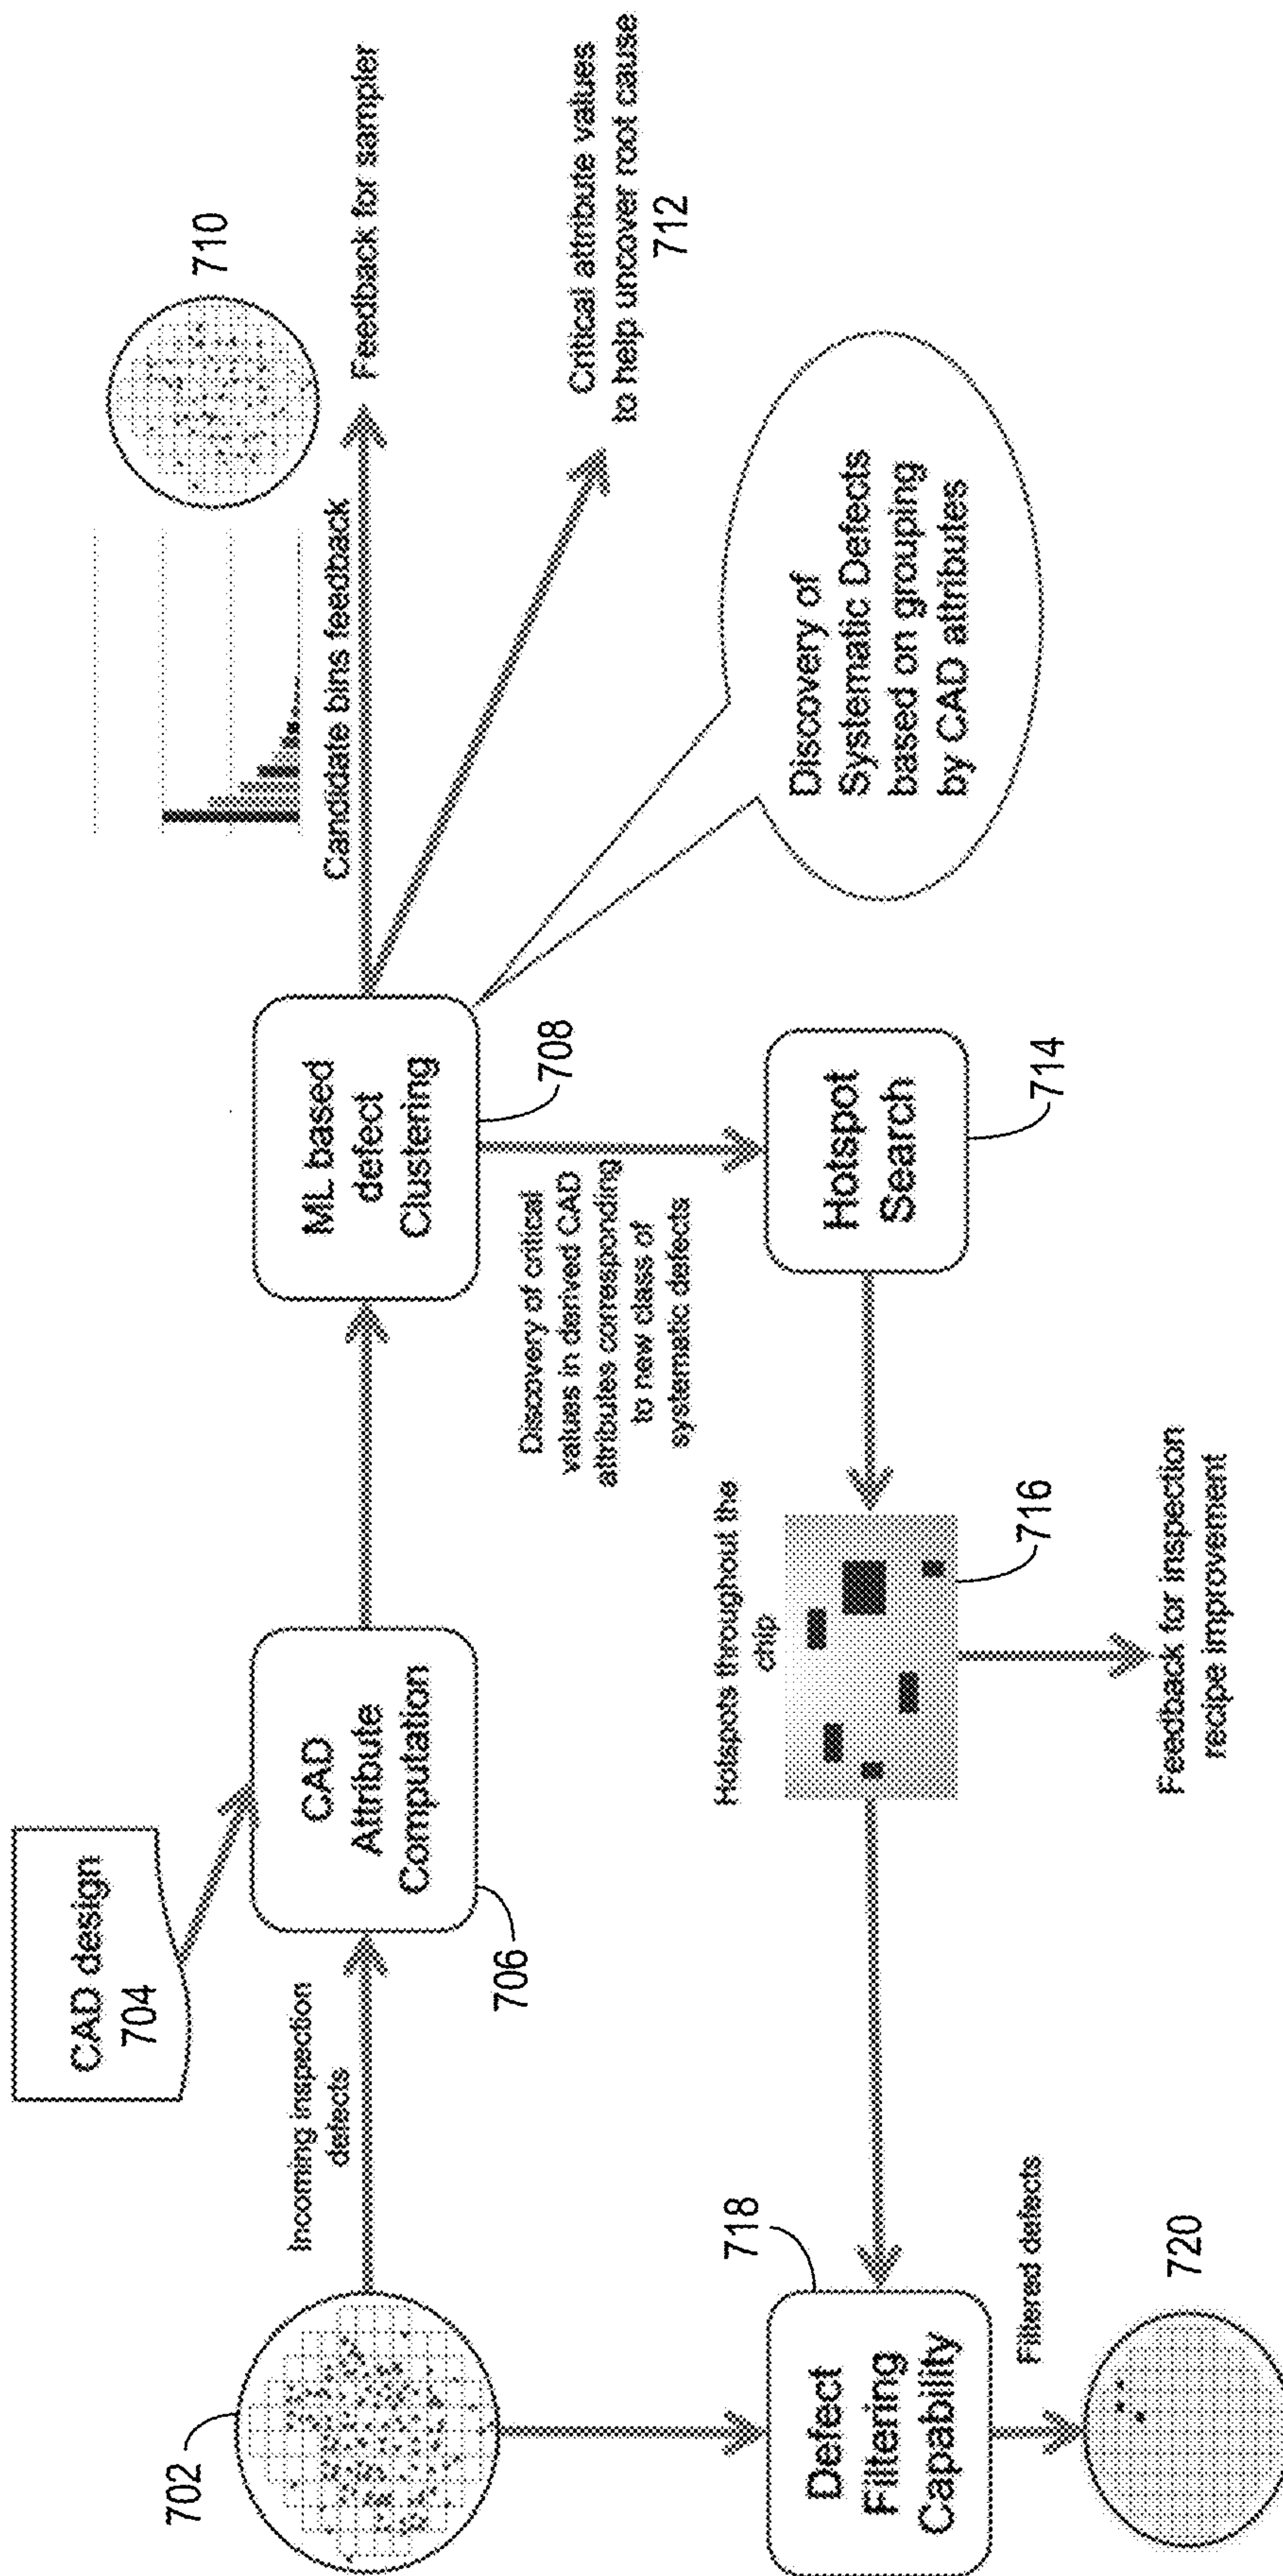 702
Incoming inspection
defects
CAD design
704
CAD
Attribute
Computation
706
ML based
defect
Clustering
708
Candidate bins feedback
710
Feedback for sampler
Critical attribute values
to help uncover root cause
712
Discovery of
Systematic Defects
based on grouping
by CAD attributes
Discovery of critical
values in derived CAD
attributes corresponding
to new class of
systematic defects
Hotspot
Search
714
Hotspots throughout the
chip
716
Feedback for inspection
recipe improvement
718
Defect
Filtering
Capability
Filtered defects
720